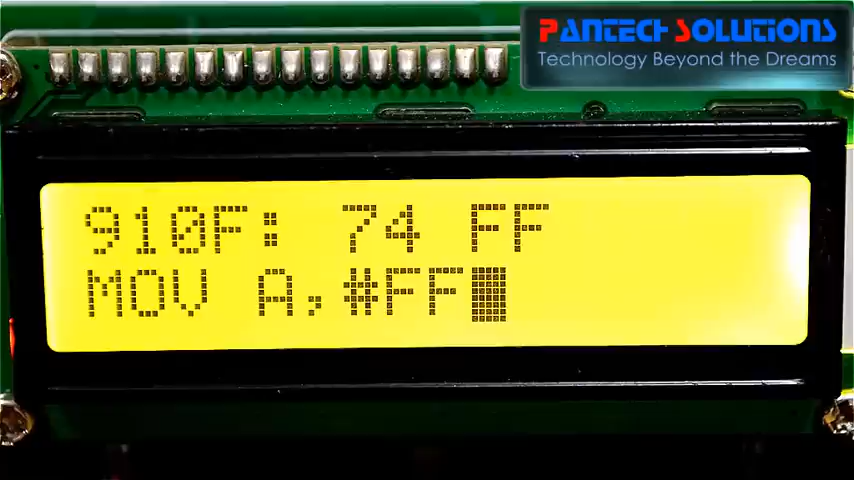 PANTECH SOLUTIONS
Technology Beyond the Dreams
910F: 74 FF
MOV A,#FF